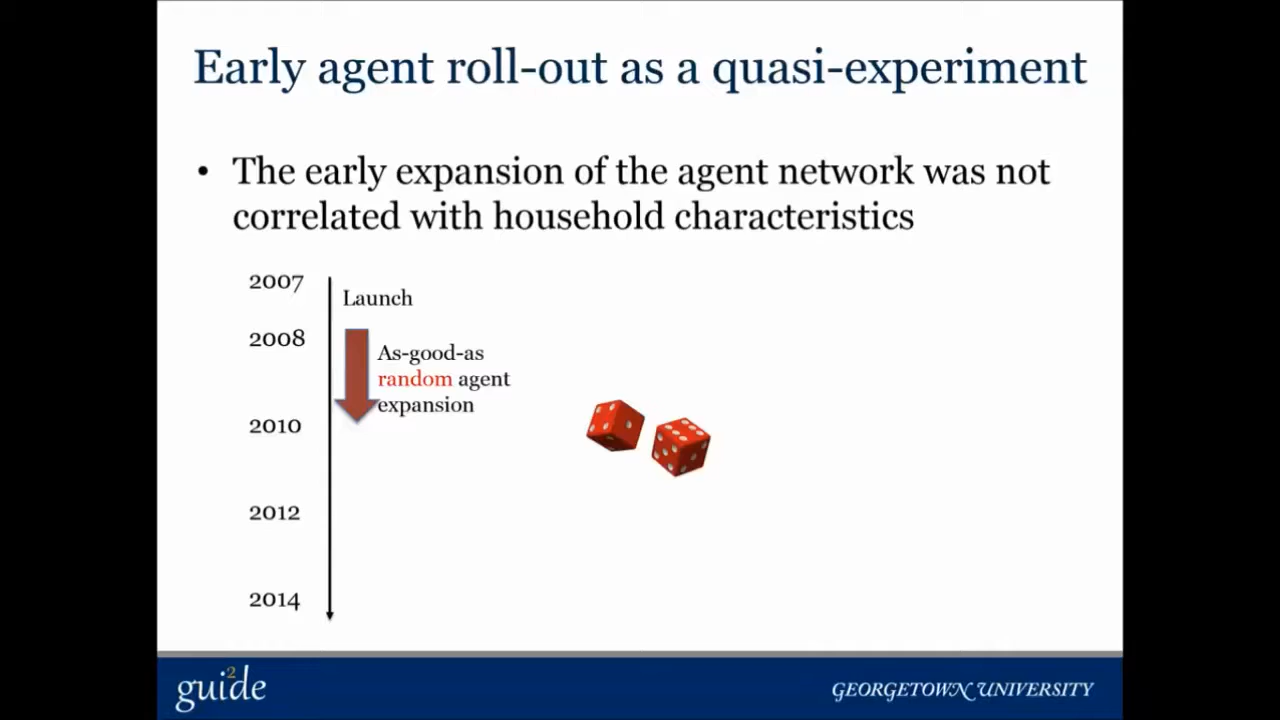 Early agent roll-out as a quasi-experiment
• The early expansion of the agent network was not
correlated with household characteristics
2007
Launch
2008
As-good-as
random agent
expansion
2010
2012
2014
gui2de
GEORGETOWN UNIVERSITY